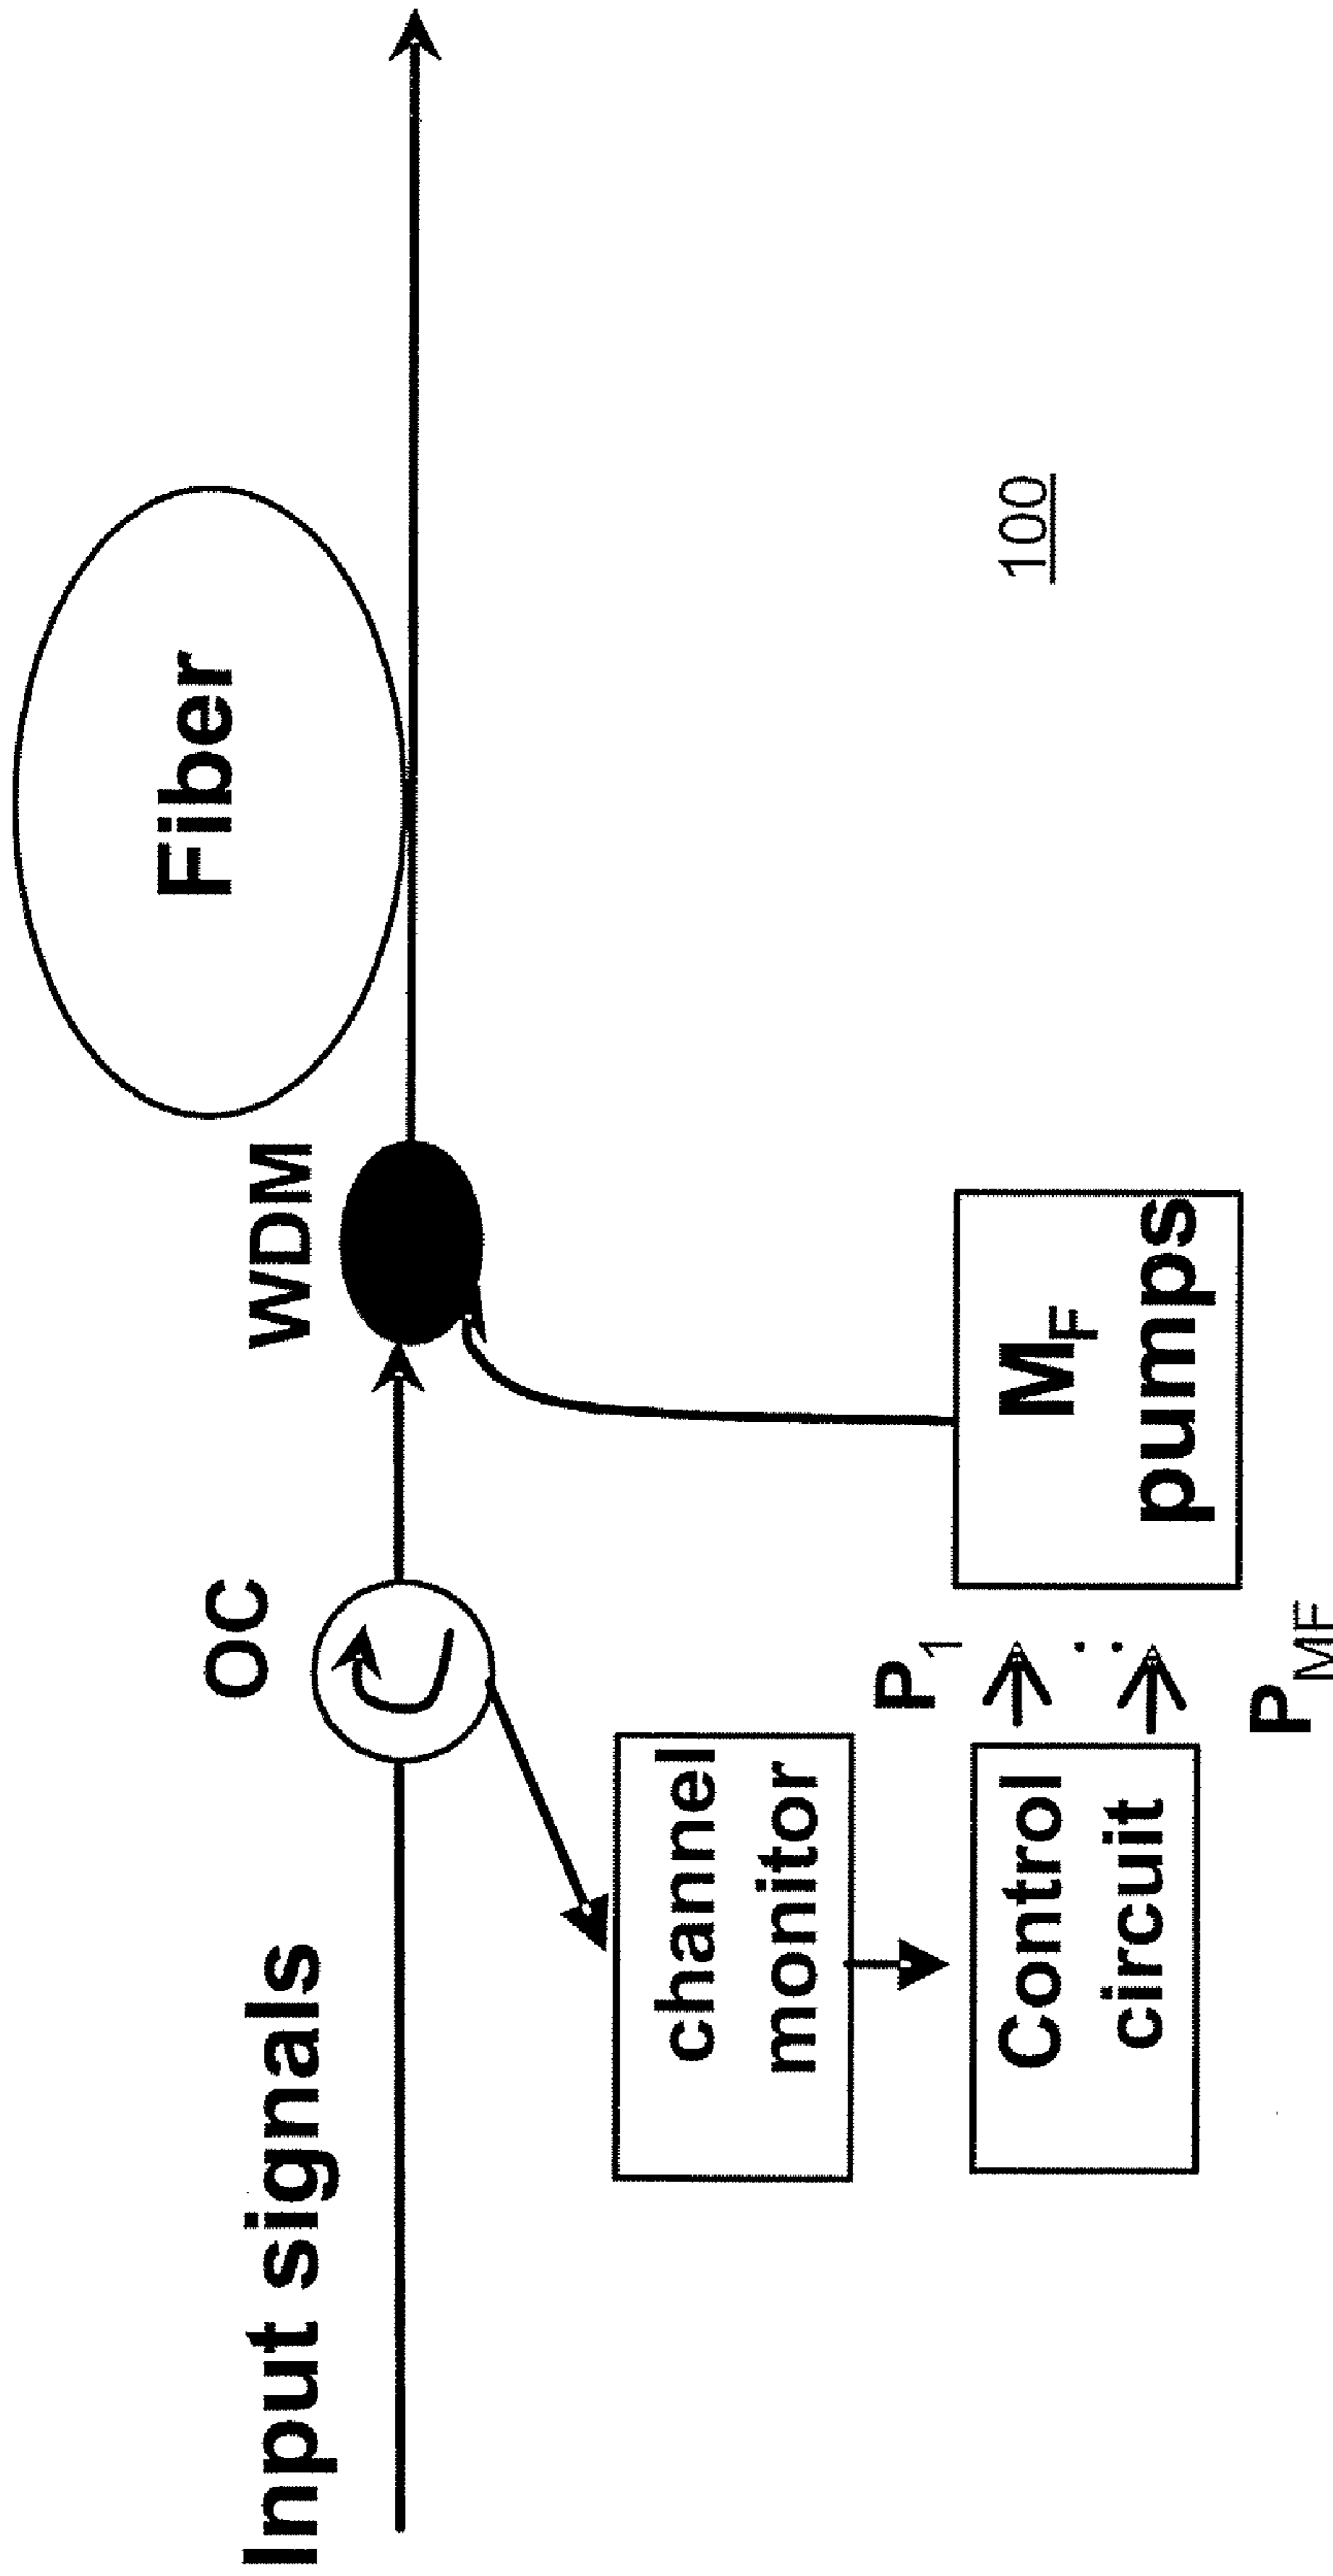 Input signals
OC
WDM
Fiber
channel
monitor
Control
circuit
P1
PMF
MF
pumps
100